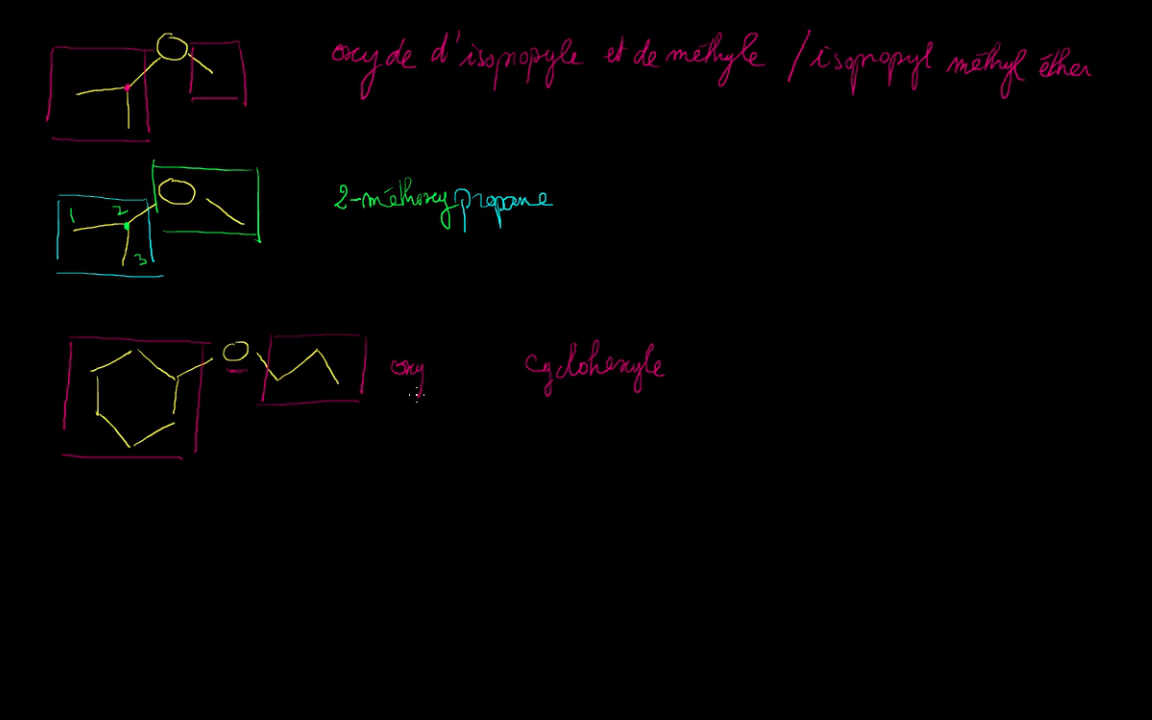 O oxyde d'isopropyle et de méthyle / isopropyl méthyl éther
1 2 O 3 2-méthoxypropane
O oxy cyclohexyle